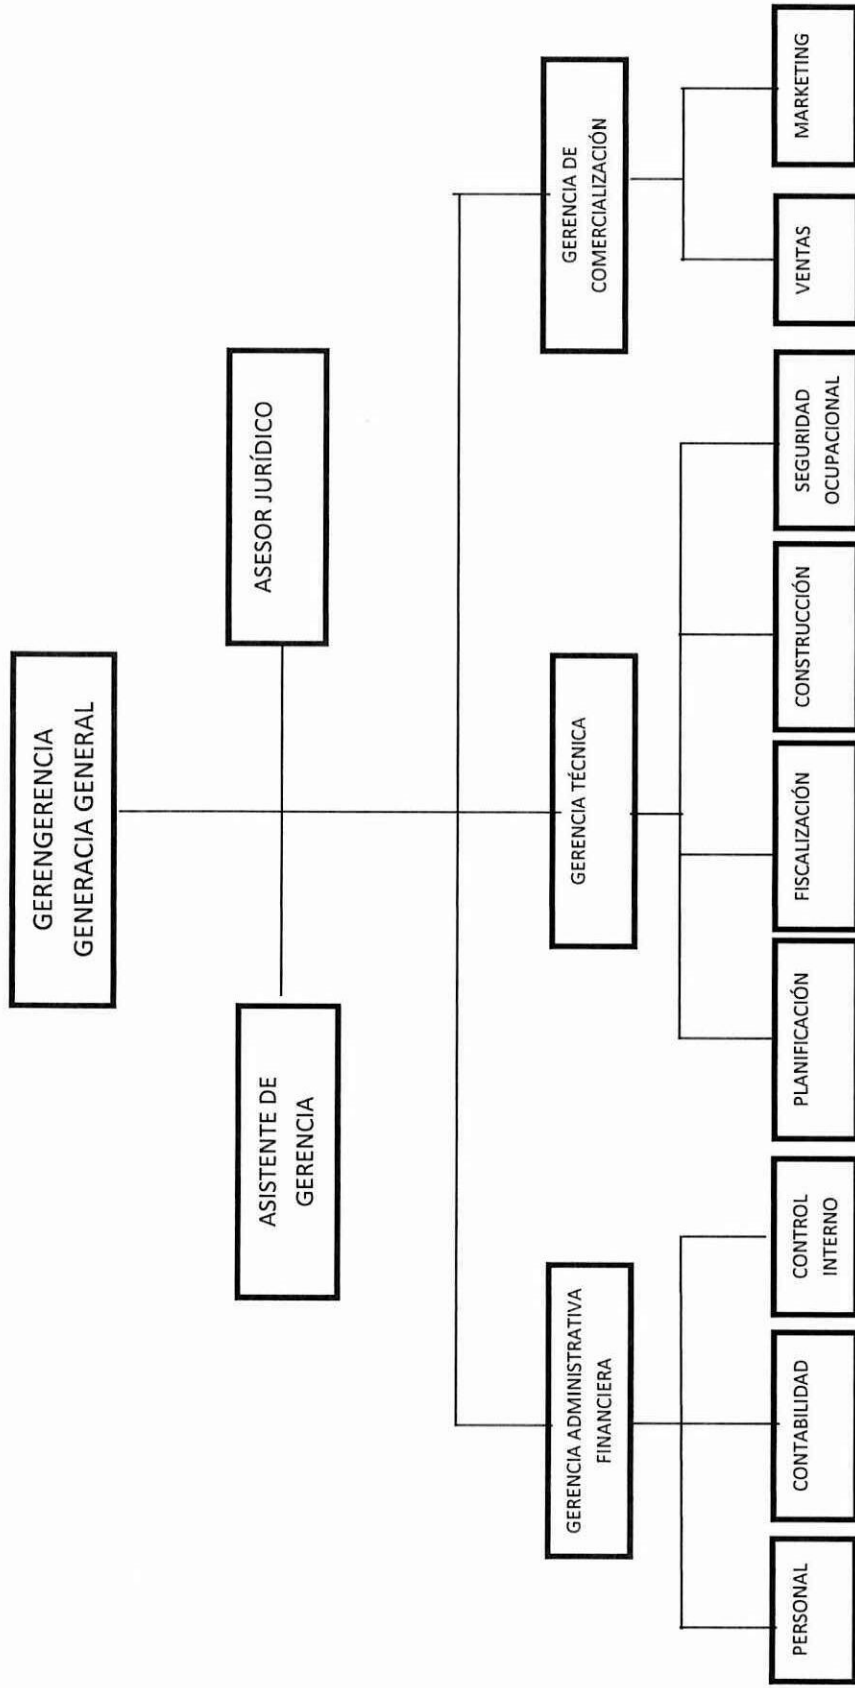 GERENGERENCIA
GENERACIA GENERAL
ASISTENTE DE
GERENCIA
ASESOR JURÍDICO
GERENCIA ADMINISTRATIVA
FINANCIERA
GERENCIA TÉCNICA
GERENCIA DE
COMERCIALIZACIÓN
PERSONAL
CONTABILIDAD
CONTROL
INTERNO
PLANIFICACIÓN
FISCALIZACIÓN
CONSTRUCCIÓN
SEGURIDAD
OCUPACIONAL
VENTAS
MARKETING